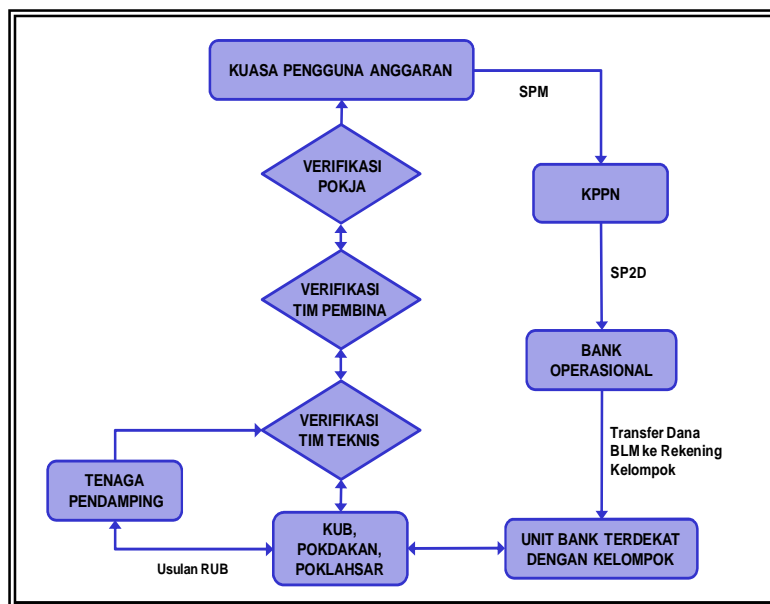 KUASA PENGGUNA ANGGARAN
SPM
VERIFIKASI
POKJA
KPPN
SP2D
VERIFIKASI
TIM PEMBINA
BANK
OPERASIONAL
VERIFIKASI
TIM TEKNIS
Transfer Dana
BLM ke Rekening
Kelompok
TENAGA
PENDAMPING
KUB,
POKDAKAN,
POKLAHSAR
UNIT BANK TERDEKAT
DENGAN KELOMPOK
Usulan RUB